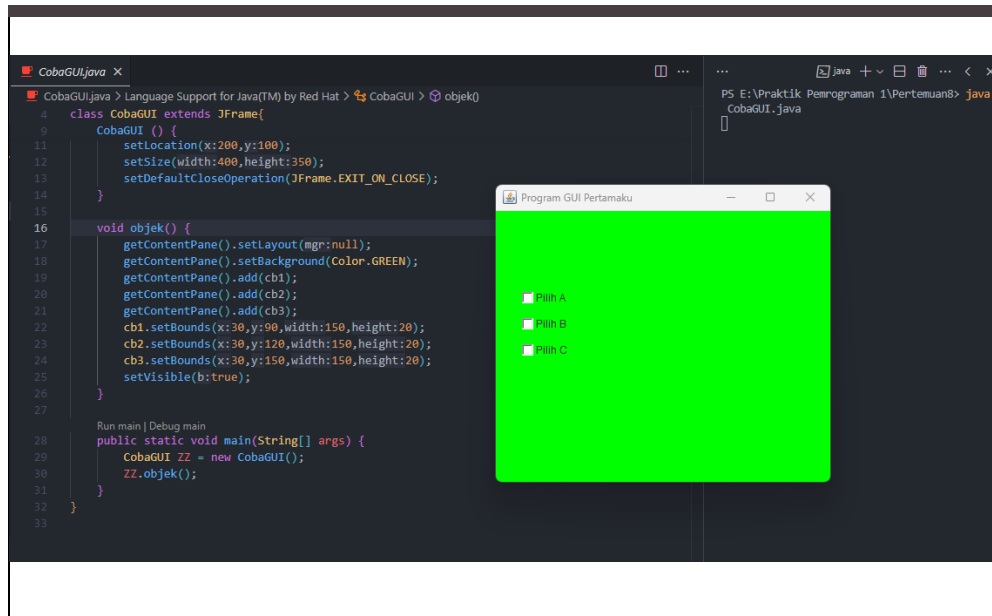 CobaGUI.java ×
CobaGUI.java > Language Support for Java(TM) by Red Hat > CobaGUI > objek()
4 class CobaGUI extends JFrame{
9 CobaGUI () {
11 setLocation(x:200,y:100);
12 setSize(width:400,height:350);
13 setDefaultCloseOperation(JFrame.EXIT_ON_CLOSE);
14 }
15
16 void objek() {
17 getContentPane().setLayout(mgr:null);
18 getContentPane().setBackground(Color.GREEN);
19 getContentPane().add(cb1);
20 getContentPane().add(cb2);
21 getContentPane().add(cb3);
22 cb1.setBounds(x:30,y:90,width:150,height:20);
23 cb2.setBounds(x:30,y:120,width:150,height:20);
24 cb3.setBounds(x:30,y:150,width:150,height:20);
25 setVisible(b:true);
26 }
27
Run main | Debug main
28 public static void main(String[] args) {
29 CobaGUI ZZ = new CobaGUI();
30 ZZ.objek();
31 }
32 }
33
Program GUI Pertamaku
Pilih A
Pilih B
Pilih C
java
PS E:\Praktik Pemrograman 1\Pertemuan8> java
CobaGUI.java